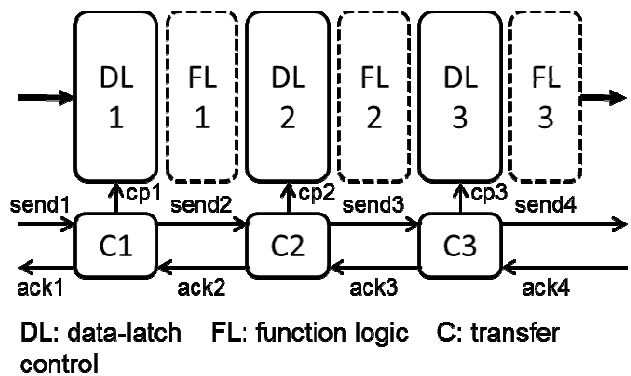 DL FL DL FL DL FL
1 1 2 2 3 3
cp1 cp2 cp3
send1 send2 send3 send4
C1 C2 C3
ack1 ack2 ack3 ack4
DL: data-latch FL: function logic C: transfer
control